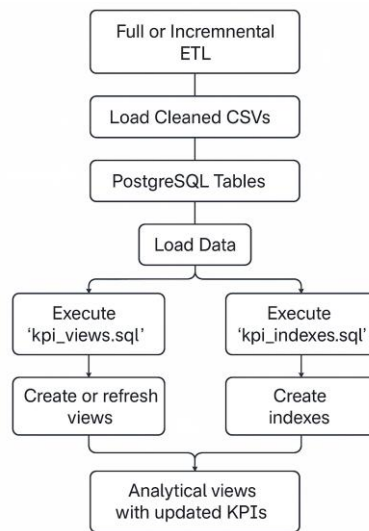 Full or Incremnental
ETL
Load Cleaned CSVs
PostgreSQL Tables
Load Data
Execute
‘kpi_views.sql’
Execute
‘kpi_indexes.sql’
Create or refresh
views
Create
indexes
Analytical views
with updated KPIs